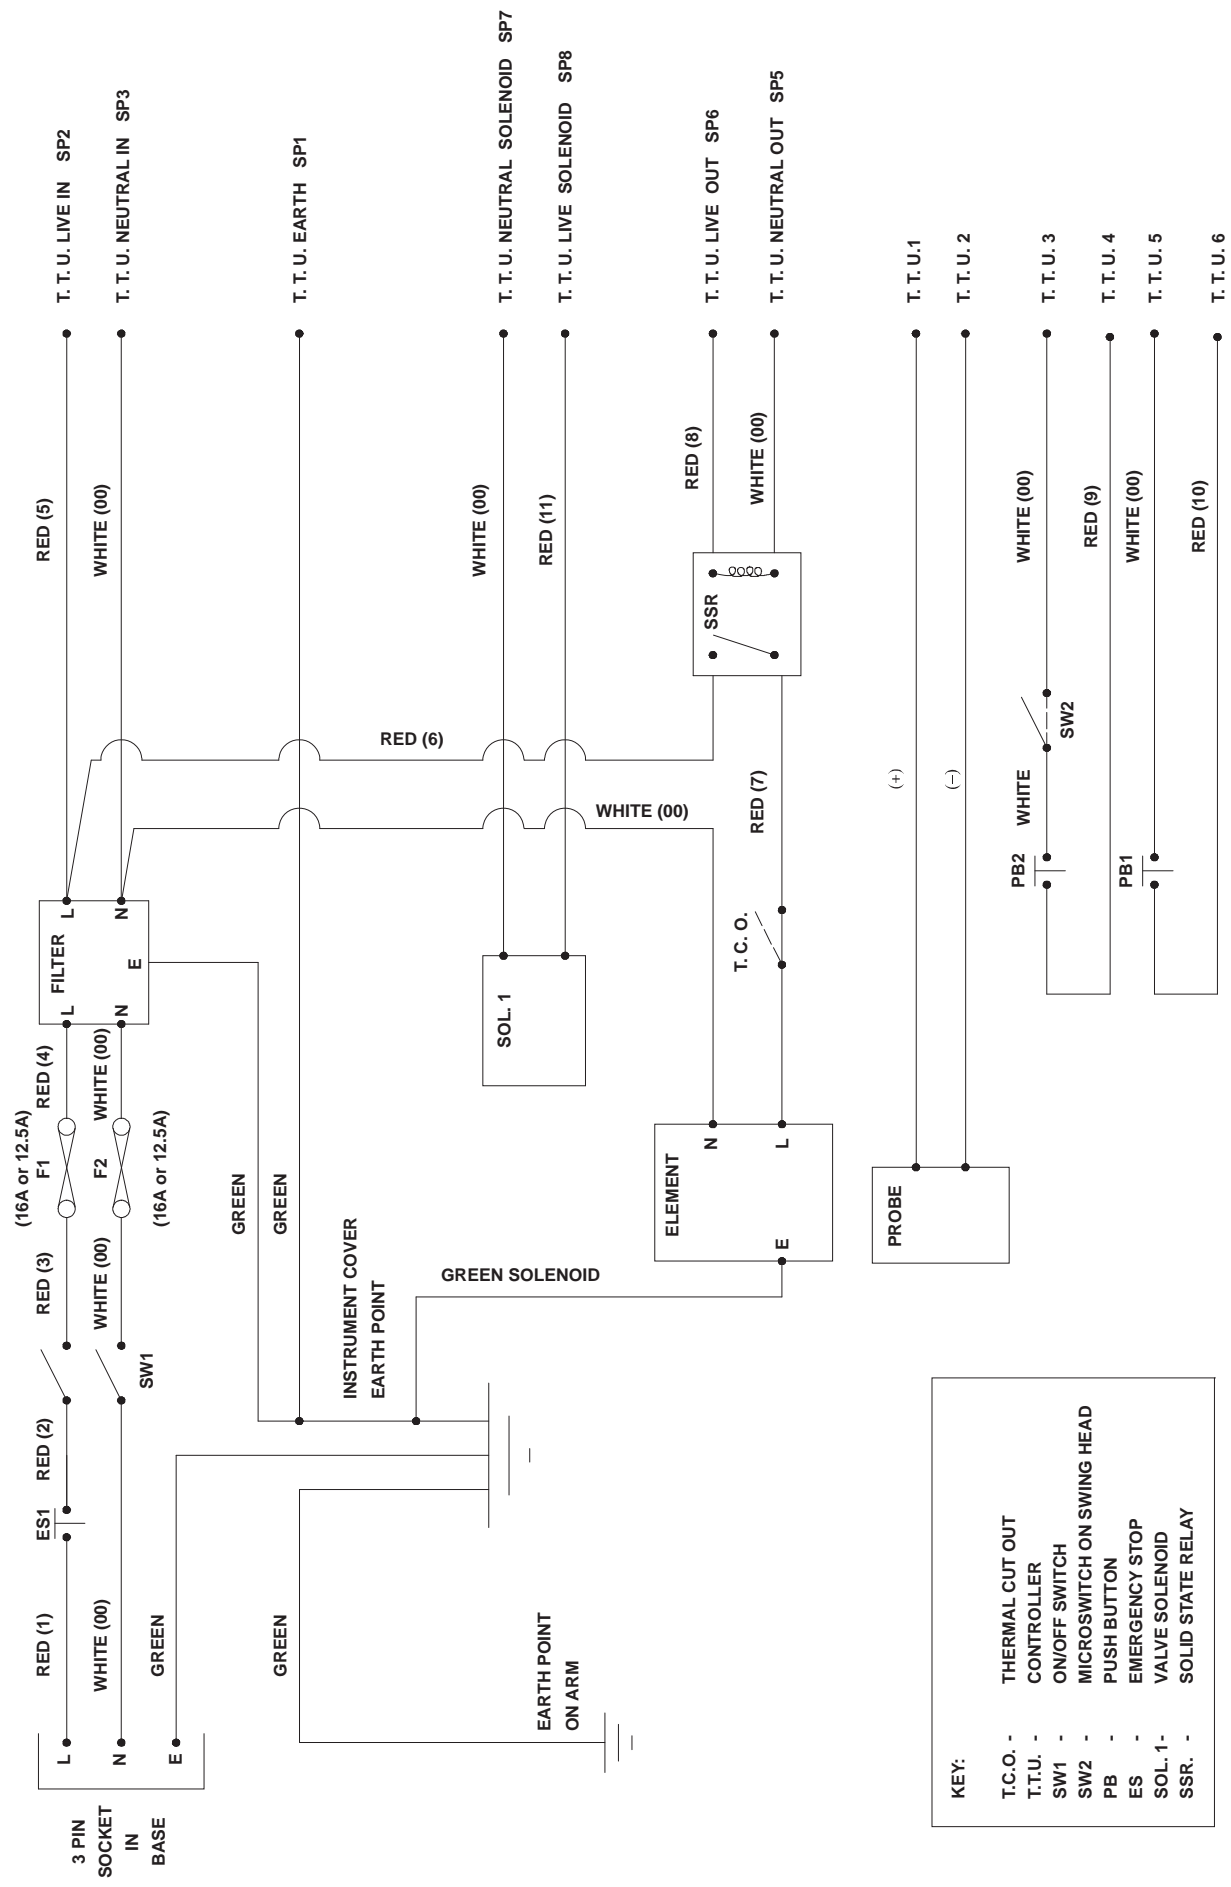 3 PIN
SOCKET
IN
BASE
L
N
E
RED (1)
WHITE (00)
GREEN
ES1
RED (2)
SW1
RED (3)
WHITE (00)
(16A or 12.5A)
F1
F2
(16A or 12.5A)
RED (4)
WHITE (00)
FILTER
L
N
E
L
N
RED (5)
WHITE (00)
T. T. U. LIVE IN SP2
T. T. U. NEUTRAL IN SP3
GREEN
GREEN
GREEN
T. T. U. EARTH SP1
INSTRUMENT COVER
EARTH POINT
EARTH POINT
ON ARM
GREEN SOLENOID
RED (6)
WHITE (00)
SOL. 1
WHITE (00)
RED (11)
T. T. U. NEUTRAL SOLENOID SP7
T. T. U. LIVE SOLENOID SP8
ELEMENT
N
L
E
T. C. O.
RED (7)
SSR
RED (8)
WHITE (00)
T. T. U. LIVE OUT SP6
T. T. U. NEUTRAL OUT SP5
PROBE
(+)
(−)
T. T. U.1
T. T. U. 2
PB2
WHITE
SW2
WHITE (00)
T. T. U. 3
RED (9)
T. T. U. 4
PB1
WHITE (00)
T. T. U. 5
RED (10)
T. T. U. 6
KEY:
T.C.O. - THERMAL CUT OUT
T.T.U. - CONTROLLER
SW1 - ON/OFF SWITCH
SW2 - MICROSWITCH ON SWING HEAD
PB - PUSH BUTTON
ES - EMERGENCY STOP
SOL. 1 - VALVE SOLENOID
SSR. - SOLID STATE RELAY